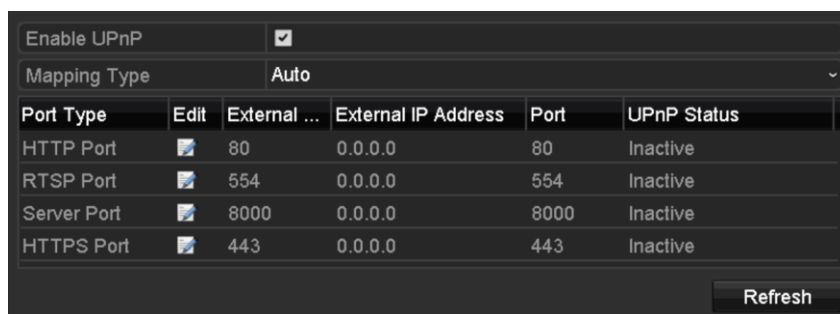 Enable UPnP
Mapping Type Auto
Port Type Edit External ... External IP Address Port UPnP Status
HTTP Port 80 0.0.0.0 80 Inactive
RTSP Port 554 0.0.0.0 554 Inactive
Server Port 8000 0.0.0.0 8000 Inactive
HTTPS Port 443 0.0.0.0 443 Inactive
Refresh